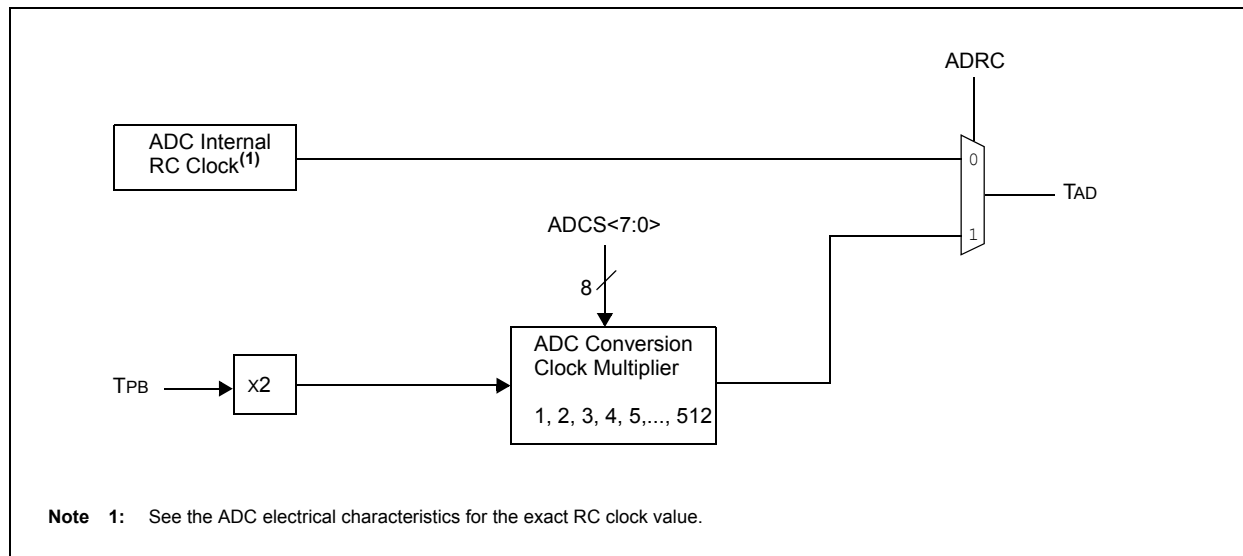 ADRC
ADC Internal
RC Clock(1)
0
TAD
ADCS<7:0>
1
8
ADC Conversion
Clock Multiplier
TPB
X2
1, 2, 3, 4, 5,..., 512
Note 1: See the ADC electrical characteristics for the exact RC clock value.